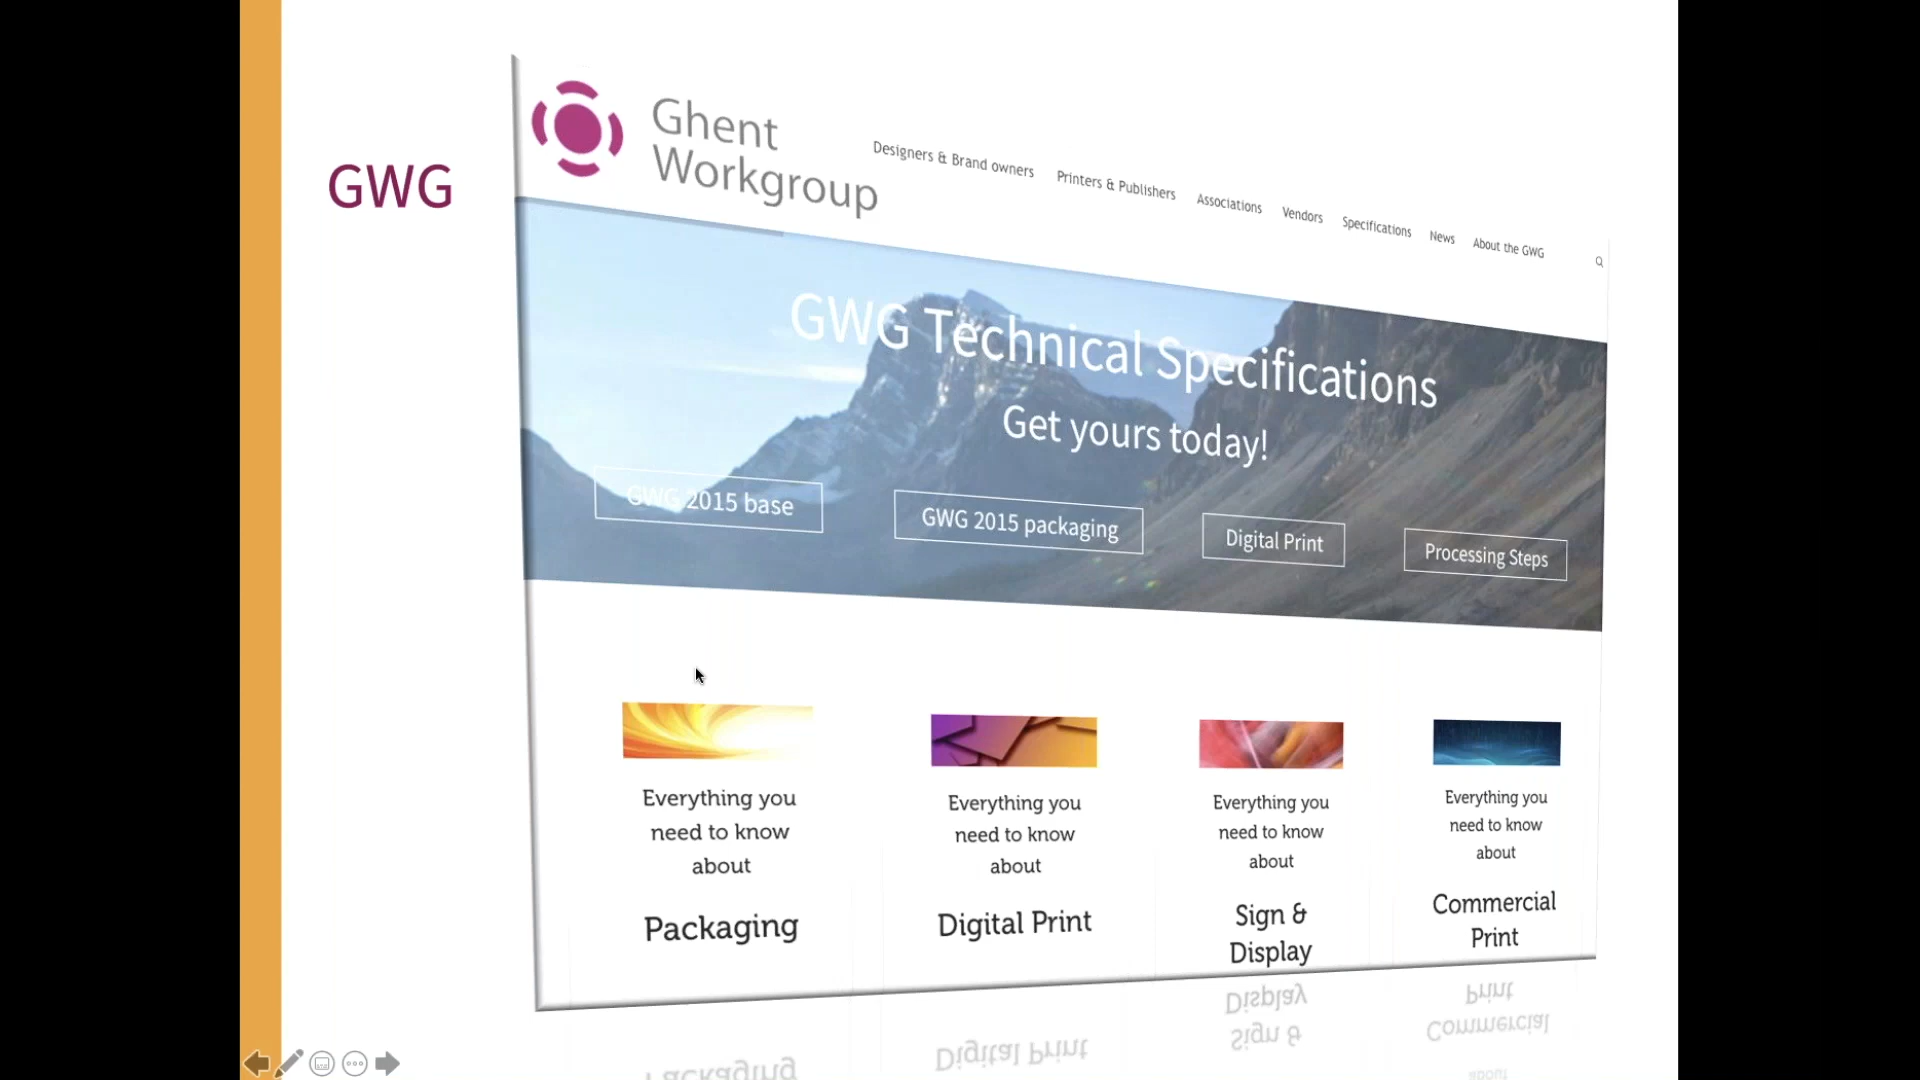 GWG
Ghent
Workgroup
Designers & Brand owners
Printers & Publishers
Associations
Vendors
Specifications
News
About the GWG
GWG Technical Specifications
Get yours today!
GWG 2015 base
GWG 2015 packaging
Digital Print
Processing Steps
Everything you
need to know
about
Packaging
Everything you
need to know
about
Digital Print
Everything you
need to know
about
Sign &
Display
Everything you
need to know
about
Commercial
Print